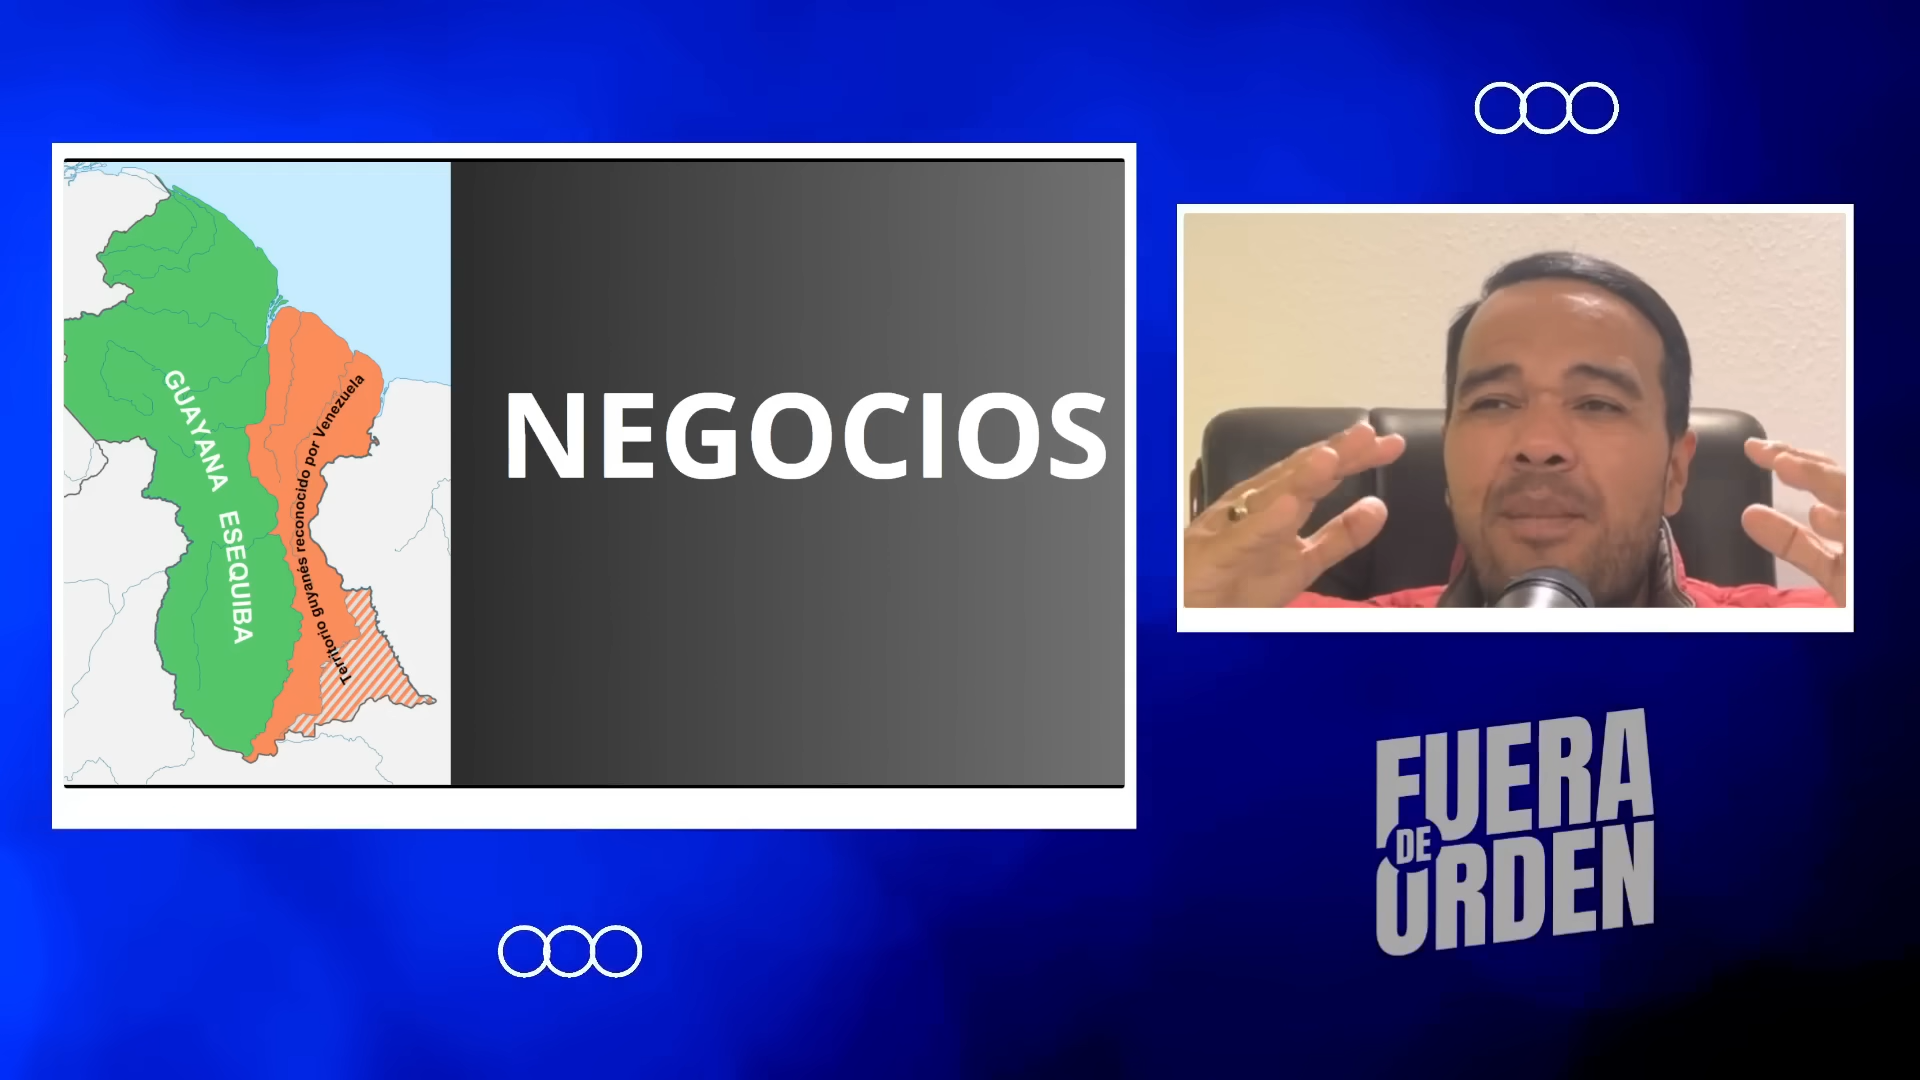 GUAYANA ESEQUIBA
Territorio guyanés reconocido por Venezuela
NEGOCIOS
FUERA
DE
ORDEN